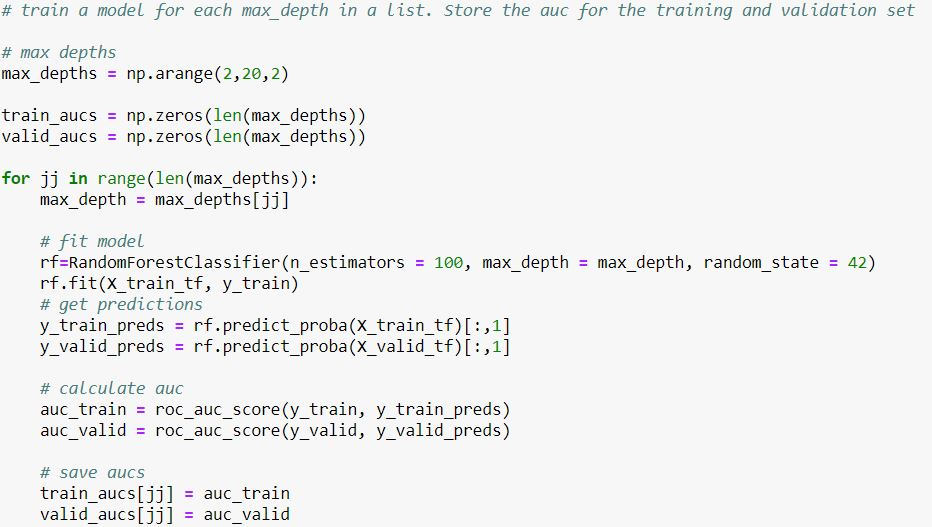 # train a model for each max_depth in a list. Store the auc for the training and validation set
# max depths
max_depths = np.arange(2,20,2)
train_aucs = np.zeros(len(max_depths))
valid_aucs = np.zeros(len(max_depths))
for jj in range(len(max_depths)):
    max_depth = max_depths[jj]
    # fit model
    rf=RandomForestClassifier(n_estimators = 100, max_depth = max_depth, random_state = 42)
    rf.fit(X_train_tf, y_train)
    # get predictions
    y_train_preds = rf.predict_proba(X_train_tf)[:,1]
    y_valid_preds = rf.predict_proba(X_valid_tf)[:,1]
    # calculate auc
    auc_train = roc_auc_score(y_train, y_train_preds)
    auc_valid = roc_auc_score(y_valid, y_valid_preds)
    # save aucs
    train_aucs[jj] = auc_train
    valid_aucs[jj] = auc_valid